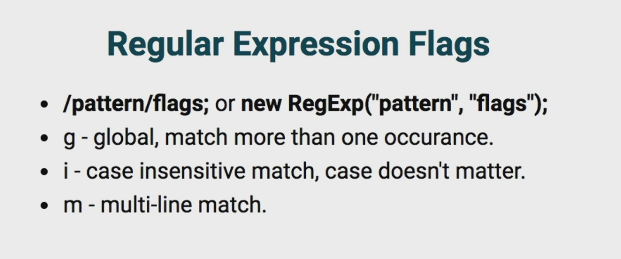 Regular Expression Flags
• /pattern/flags; or new RegExp("pattern", "flags");
• g - global, match more than one occurance.
• i - case insensitive match, case doesn't matter.
• m - multi-line match.